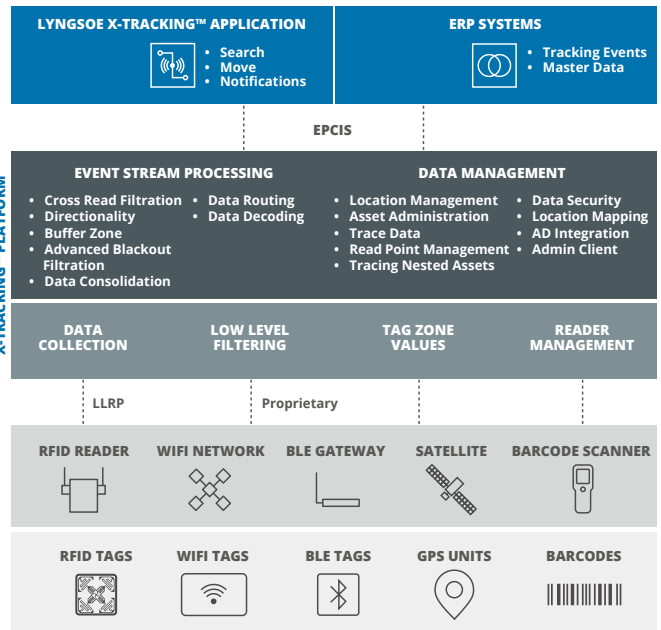 LYNGSOE X-TRACKING™ APPLICATION
• Search
• Move
• Notifications
ERP SYSTEMS
• Tracking Events
• Master Data
EPCIS
X-TRACKING™ PLATFORM
EVENT STREAM PROCESSING
• Cross Read Filtration
• Directionality
• Buffer Zone
• Advanced Blackout
Filtration
• Data Consolidation
• Data Routing
• Data Decoding
DATA MANAGEMENT
• Location Management
• Asset Administration
• Trace Data
• Read Point Management
• Tracing Nested Assets
• Data Security
• Location Mapping
• AD Integration
• Admin Client
DATA
COLLECTION
LOW LEVEL
FILTERING
TAG ZONE
VALUES
READER
MANAGEMENT
LLRP
Proprietary
RFID READER
WIFI NETWORK
BLE GATEWAY
SATELLITE
BARCODE SCANNER
RFID TAGS
WIFI TAGS
BLE TAGS
GPS UNITS
BARCODES